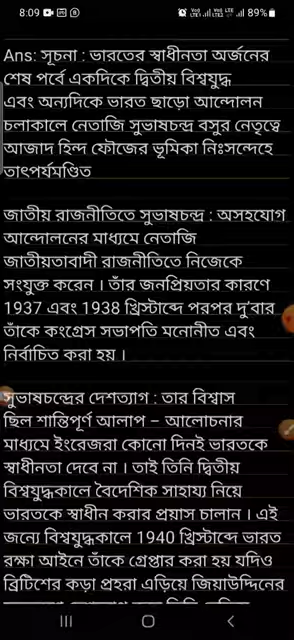 8:09
89%
Ans: সূচনা : ভারতের স্বাধীনতা অর্জনের
শেষ পর্বে একদিকে দ্বিতীয় বিশ্বযুদ্ধ
এবং অন্যদিকে ভারত ছাড়ো আন্দোলন
চলাকালে নেতাজি সুভাষচন্দ্র বসুর নেতৃত্বে
আজাদ হিন্দ ফৌজের ভূমিকা নিঃসন্দেহে
তাৎপর্যমণ্ডিত
জাতীয় রাজনীতিতে সুভাষচন্দ্র : অসহযোগ
আন্দোলনের মাধ্যমে নেতাজি
জাতীয়তাবাদী রাজনীতিতে নিজেকে
সংযুক্ত করেন । তাঁর জনপ্রিয়তার কারণে
1937 এবং 1938 খ্রিস্টাব্দে পরপর দু'বার
তাঁকে কংগ্রেস সভাপতি মনোনীত এবং
নির্বাচিত করা হয় ।
সুভাষচন্দ্রের দেশত্যাগ : তার বিশ্বাস
ছিল শান্তিপূর্ণ আলাপ – আলোচনার
মাধ্যমে ইংরেজরা কোনো দিনই ভারতকে
স্বাধীনতা দেবে না । তাই তিনি দ্বিতীয়
বিশ্বযুদ্ধকালে বৈদেশিক সাহায্য নিয়ে
ভারতকে স্বাধীন করার প্রয়াস চালান । এই
জন্যে বিশ্বযুদ্ধকালে 1940 খ্রিস্টাব্দে ভারত
রক্ষা আইনে তাঁকে গ্রেপ্তার করা হয় যদিও
ব্রিটিশের কড়া প্রহরা এড়িয়ে জিয়াউদ্দিনের